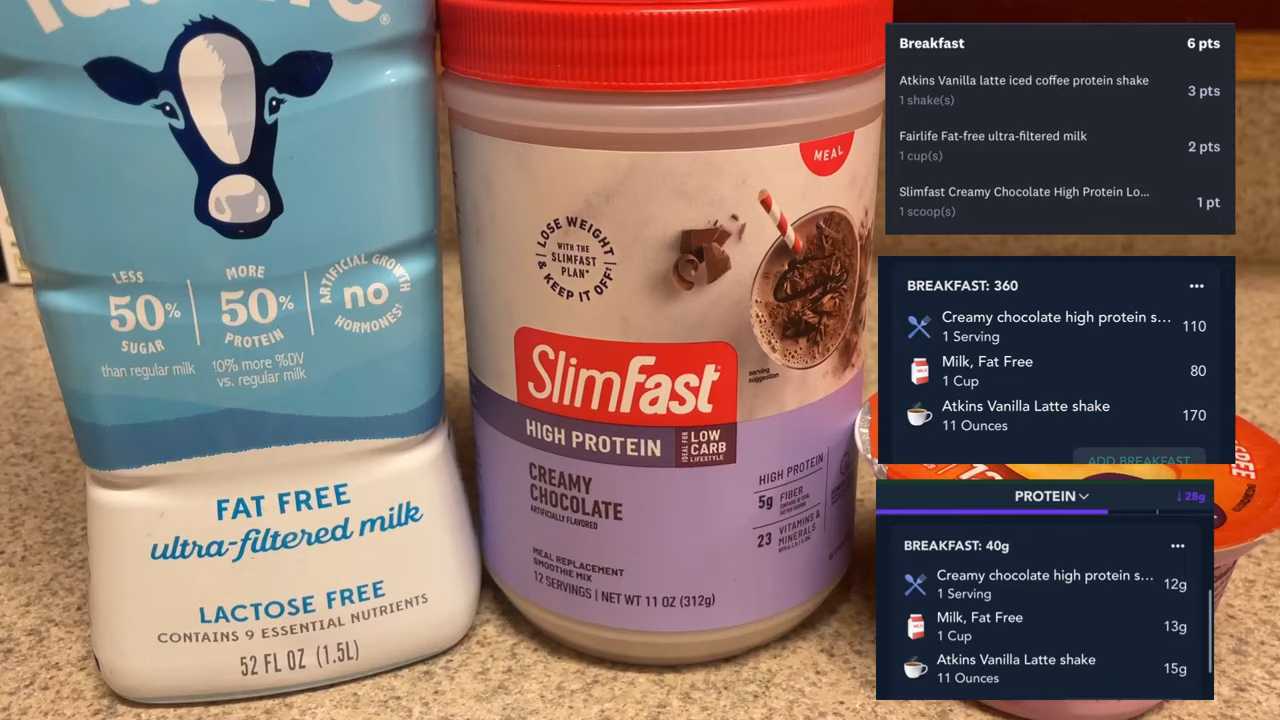 LESS
50%
SUGAR
than regular milk
MORE
50%
PROTEIN
10% more %DV
vs. regular milk
ARTIFICIAL GROWTH
no
HORMONES!
FAT FREE
ultra-filtered milk
LACTOSE FREE
CONTAINS 9 ESSENTIAL NUTRIENTS
52 FL OZ (1.5L)
MEAL
LOSE WEIGHT
WITH THE
SLIMFAST
PLAN*
& KEEP IT OFF!
serving
suggestion
SlimFast
HIGH PROTEIN
IDEAL FOR
LOW
CARB
LIFESTYLE
CREAMY
CHOCOLATE
ARTIFICIALLY FLAVORED
HIGH PROTEIN
5g FIBER
23 VITAMINS &
MINERALS
MEAL REPLACEMENT
SMOOTHIE MIX
12 SERVINGS | NET WT 11 OZ (312g)
Breakfast 6 pts
Atkins Vanilla latte iced coffee protein shake
1 shake(s) 3 pts
Fairlife Fat-free ultra-filtered milk
1 cup(s) 2 pts
Slimfast Creamy Chocolate High Protein Lo...
1 scoop(s) 1 pt
BREAKFAST: 360 •••
Creamy chocolate high protein s... 110
1 Serving
MILK
Milk, Fat Free 80
1 Cup
Atkins Vanilla Latte shake 170
11 Ounces
ADD BREAKFAST
FREE
PROTEIN ↓ 28g
BREAKFAST: 40g •••
Creamy chocolate high protein s... 12g
1 Serving
MILK
Milk, Fat Free 13g
1 Cup
Atkins Vanilla Latte shake 15g
11 Ounces